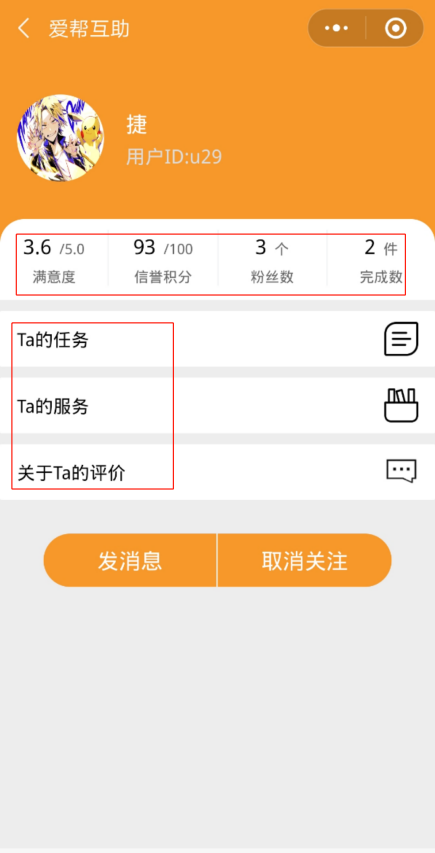 爱帮互助
捷
用户ID:u29
3.6 /5.0 93 /100 3 个 2 件
满意度 信誉积分 粉丝数 完成数
Ta的任务
Ta的服务
关于Ta的评价
发消息 取消关注